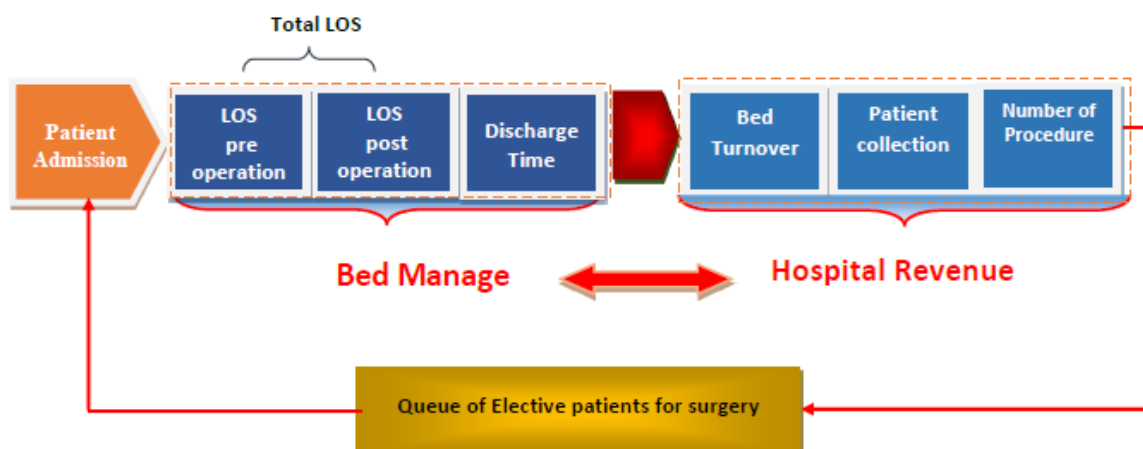 Total LOS
Patient
Admission
LOS
pre
operation
LOS
post
operation
Discharge
Time
Bed
Turnover
Patient
collection
Number of
Procedure
Bed Manage
Hospital Revenue
Queue of Elective patients for surgery